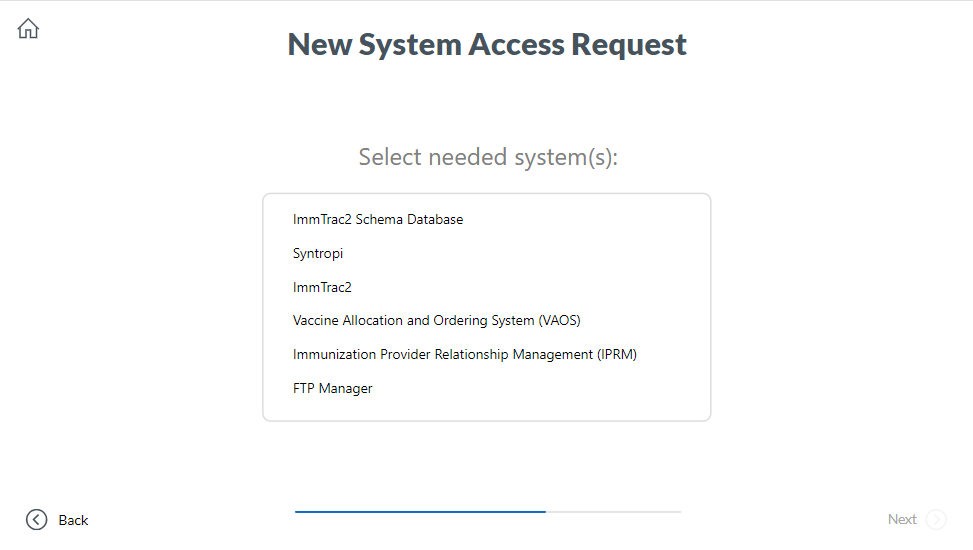 New System Access Request
Select needed system(s):
ImmTrac2 Schema Database
Syntropi
ImmTrac2
Vaccine Allocation and Ordering System (VAOS)
Immunization Provider Relationship Management (IPRM)
FTP Manager
Back
Next